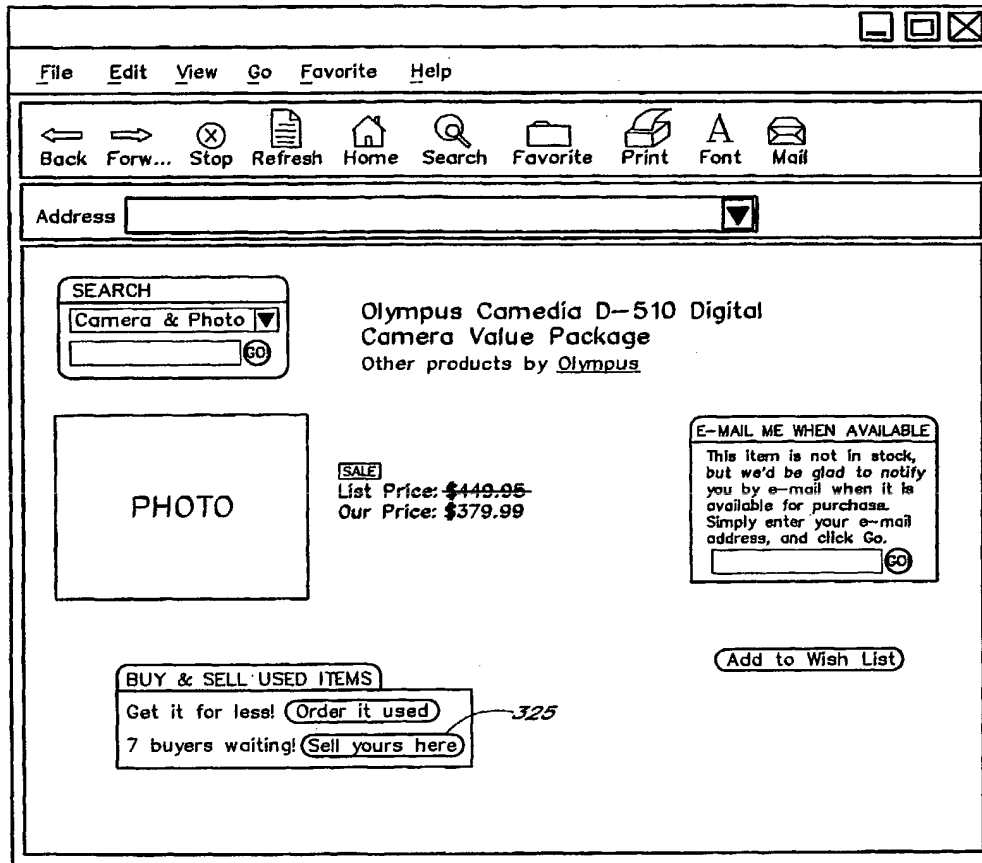 File Edit View Go Favorite Help
Back Forw... Stop Refresh Home Search Favorite Print Font Mail
Address
SEARCH
Camera & Photo
GO
Olympus Camedia D-510 Digital
Camera Value Package
Other products by Olympus
PHOTO
SALE
List Price: $449.95
Our Price: $379.99
E-MAIL ME WHEN AVAILABLE
This item is not in stock,
but we'd be glad to notify
you by e-mail when it is
available for purchase.
Simply enter your e-mail
address, and click Go.
GO
Add to Wish List
BUY & SELL USED ITEMS
Get it for less! Order it used
7 buyers waiting! Sell yours here
325